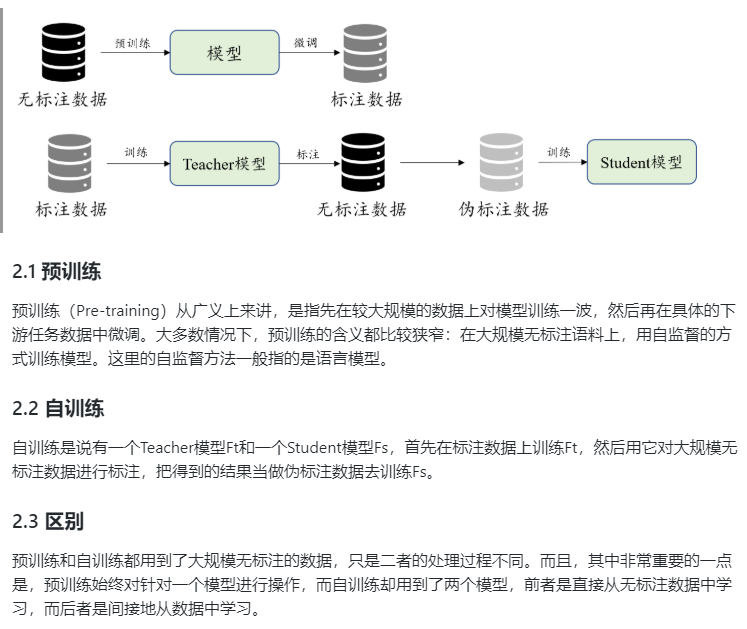 预训练
模型
微调
无标注数据
标注数据
训练
Teacher模型
标注
训练
Student模型
标注数据
无标注数据
伪标注数据
2.1 预训练
预训练（Pre-training）从广义上来讲，是指先在较大规模的数据上对模型训练一波，然后再在具体的下
游任务数据中微调。大多数情况下，预训练的含义都比较狭窄：在大规模无标注语料上，用自监督的方
式训练模型。这里的自监督方法一般指的是语言模型。
2.2 自训练
自训练是说有一个Teacher模型Ft和一个Student模型Fs，首先在标注数据上训练Ft，然后用它对大规模无
标注数据进行标注，把得到的结果当做伪标注数据去训练Fs。
2.3 区别
预训练和自训练都用到了大规模无标注的数据，只是二者的处理过程不同。而且，其中非常重要的一点
是，预训练始终对针对一个模型进行操作，而自训练却用到了两个模型，前者是直接从无标注数据中学
习，而后者是间接地从数据中学习。